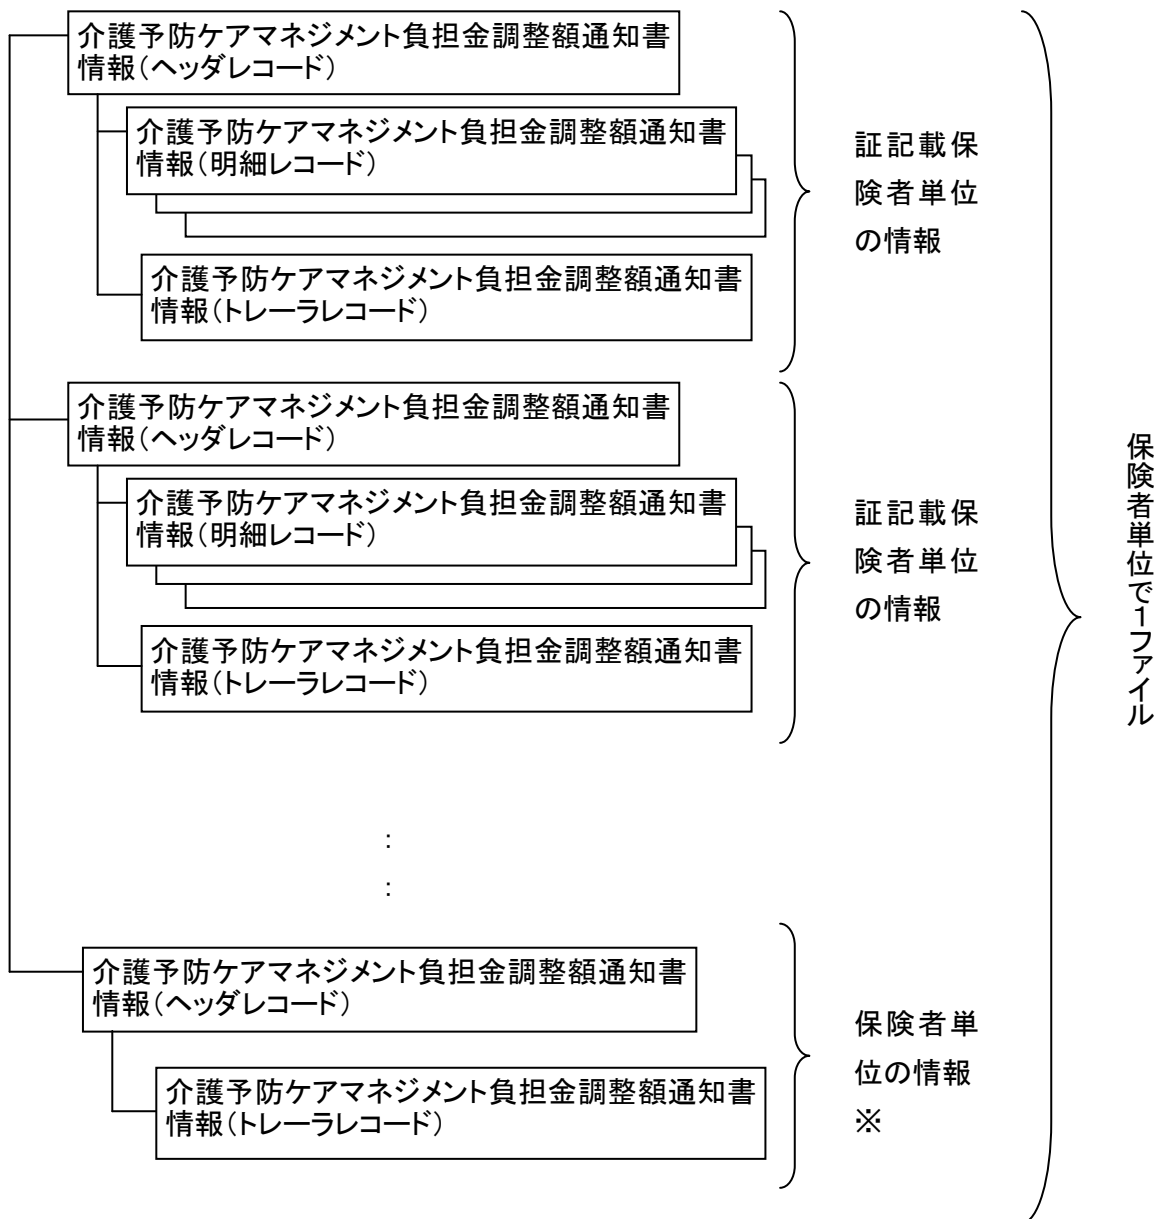 介護予防ケアマネジメント負担金調整額通知書
情報（ヘッダレコード）
介護予防ケアマネジメント負担金調整額通知書
情報（明細レコード）
介護予防ケアマネジメント負担金調整額通知書
情報（トレーラレコード）
証記載保
険者単位
の情報
介護予防ケアマネジメント負担金調整額通知書
情報（ヘッダレコード）
介護予防ケアマネジメント負担金調整額通知書
情報（明細レコード）
介護予防ケアマネジメント負担金調整額通知書
情報（トレーラレコード）
証記載保
険者単位
の情報
：
：
介護予防ケアマネジメント負担金調整額通知書
情報（ヘッダレコード）
介護予防ケアマネジメント負担金調整額通知書
情報（トレーラレコード）
保険者単
位の情報
※
保険者単位で1ファイル